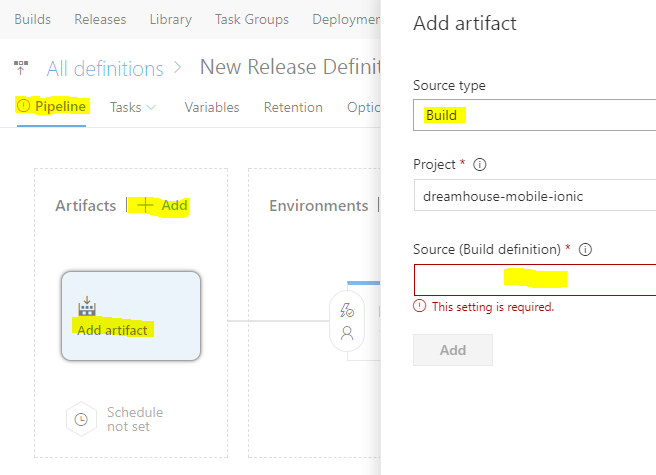 Builds Releases Library Task Groups Deploymen
All definitions > New Release Definit
Pipeline Tasks Variables Retention Optio
Artifacts + Add
Environments
Add artifact
Schedule
not set
Add artifact
Source type
Build
Project *
dreamhouse-mobile-ionic
Source (Build definition) *
This setting is required.
Add